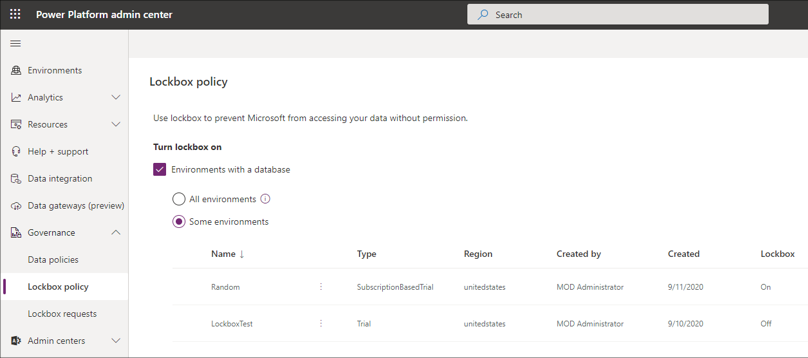 Power Platform admin center
Search
Environments
Analytics
Resources
Help + support
Data integration
Data gateways (preview)
Governance
Data policies
Lockbox policy
Lockbox requests
Admin centers
Lockbox policy
Use lockbox to prevent Microsoft from accessing your data without permission.
Turn lockbox on
Environments with a database
All environments
Some environments
Name ↓ Type Region Created by Created Lockbox
Random SubscriptionBasedTrial unitedstates MOD Administrator 9/11/2020 On
LockboxTest Trial unitedstates MOD Administrator 9/10/2020 Off